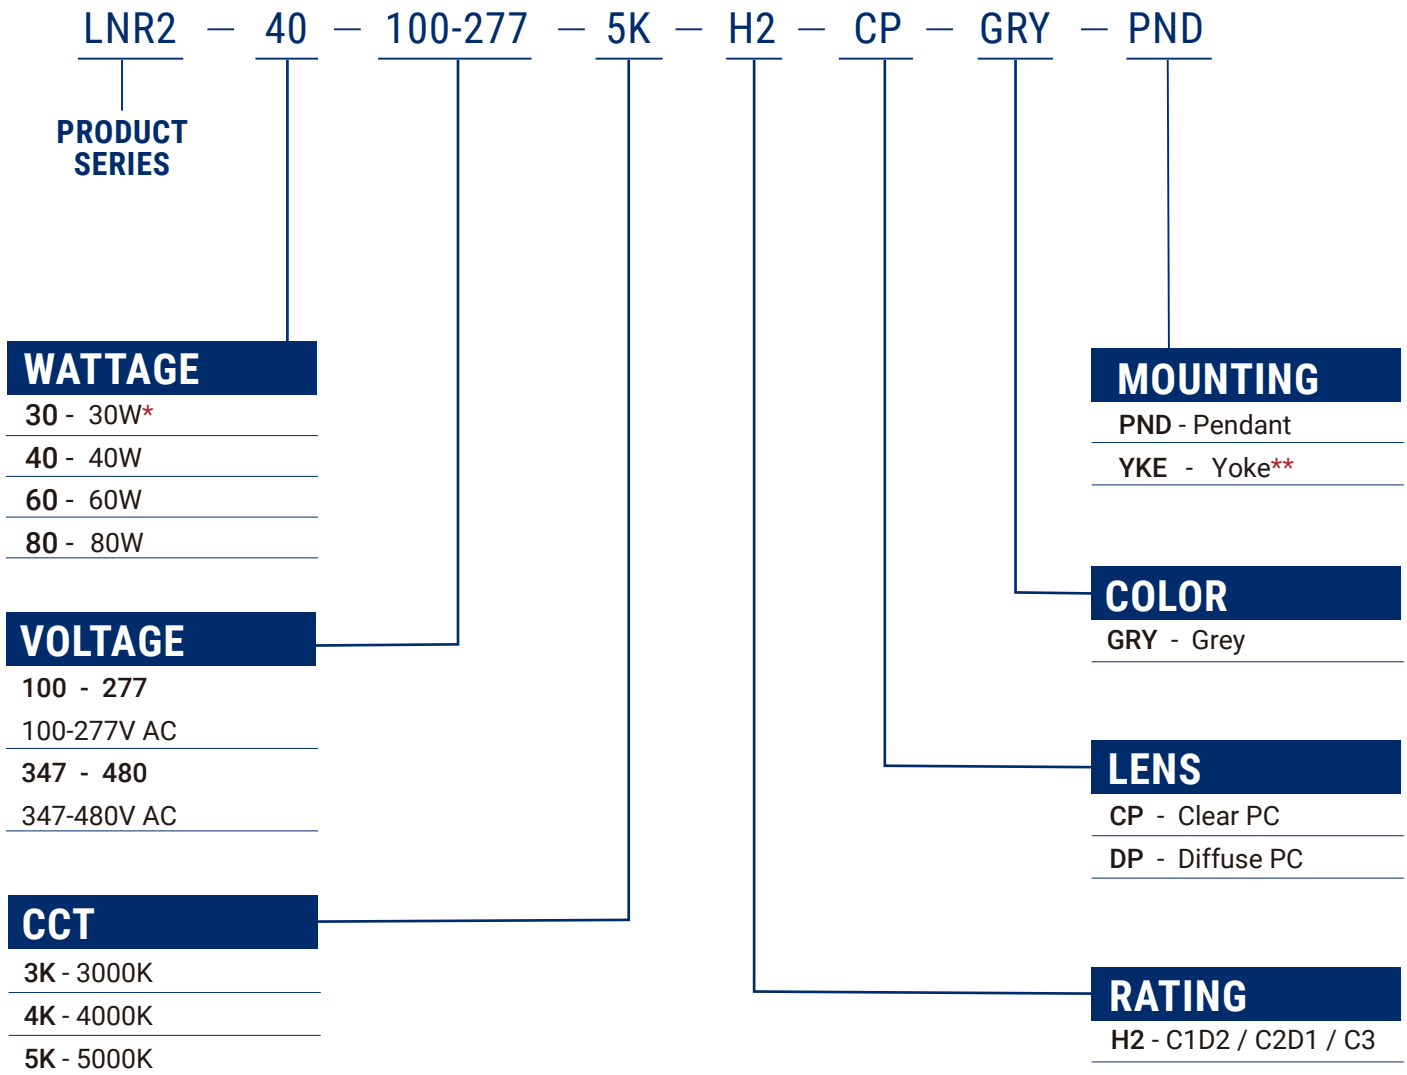 LNR2 — 40 — 100-277 — 5K — H2 — CP — GRY — PND
PRODUCT
SERIES
WATTAGE
30 - 30W*
40 - 40W
60 - 60W
80 - 80W
VOLTAGE
100 - 277
100-277V AC
347 - 480
347-480V AC
CCT
3K - 3000K
4K - 4000K
5K - 5000K
MOUNTING
PND - Pendant
YKE - Yoke**
COLOR
GRY - Grey
LENS
CP - Clear PC
DP - Diffuse PC
RATING
H2 - C1D2 / C2D1 / C3